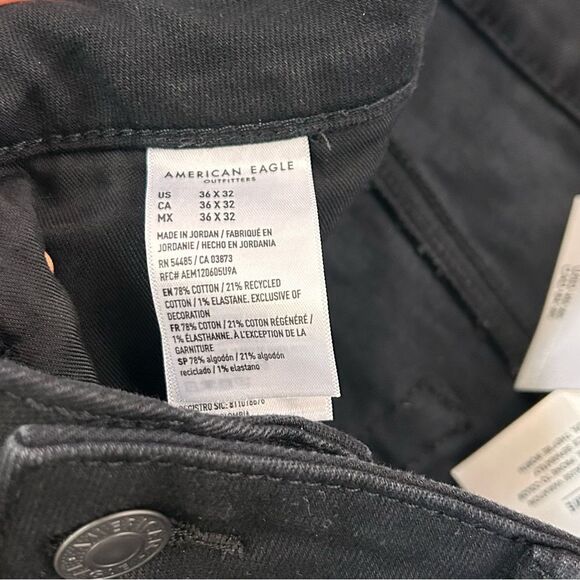 AMERICAN EAGLE
OUTFITTERS
US 36 X 32
CA 36 X 32
MX 36 X 32
MADE IN JORDAN / FABRIQUÉ EN
JORDANIE / HECHO EN JORDANIA
RN 54485 / CA 03873
RFC# AEM120605U9A
EN 78% COTTON / 21% RECYCLED
COTTON / 1% ELASTANE. EXCLUSIVE OF
DECORATION
FR 78% COTON / 21% COTON RÉGÉNÉRÉ /
1% ÉLASTHANNE. À L'EXCEPTION DE LA
GARNITURE
SP 78% algodón / 21% algodón
reciclado / 1% elastano
SIC:
AMERICAN